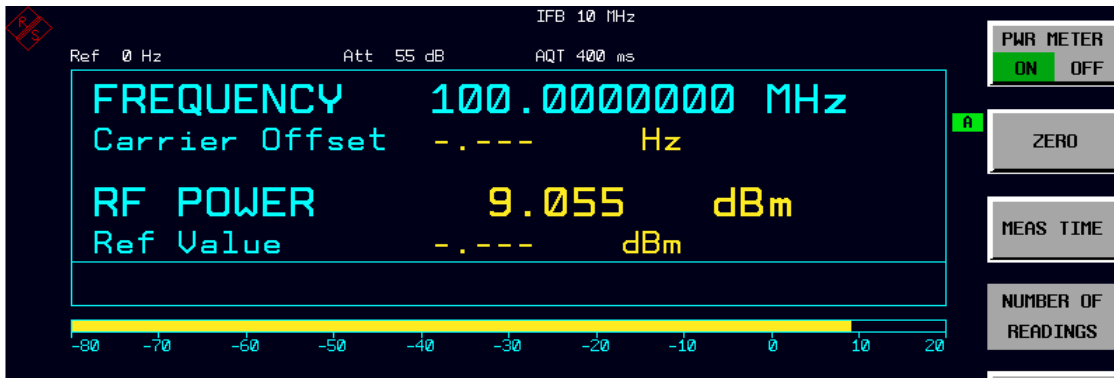 IFB 10 MHz
R S
Ref 0 Hz Att 55 dB AQT 400 ms
FREQUENCY 100.0000000 MHz
Carrier Offset -.--- Hz
RF POWER 9.055 dBm
Ref Value -.--- dBm
-80 -70 -60 -50 -40 -30 -20 -10 0 10 20
A
PWR METER
ON OFF
ZERO
MEAS TIME
NUMBER OF
READINGS